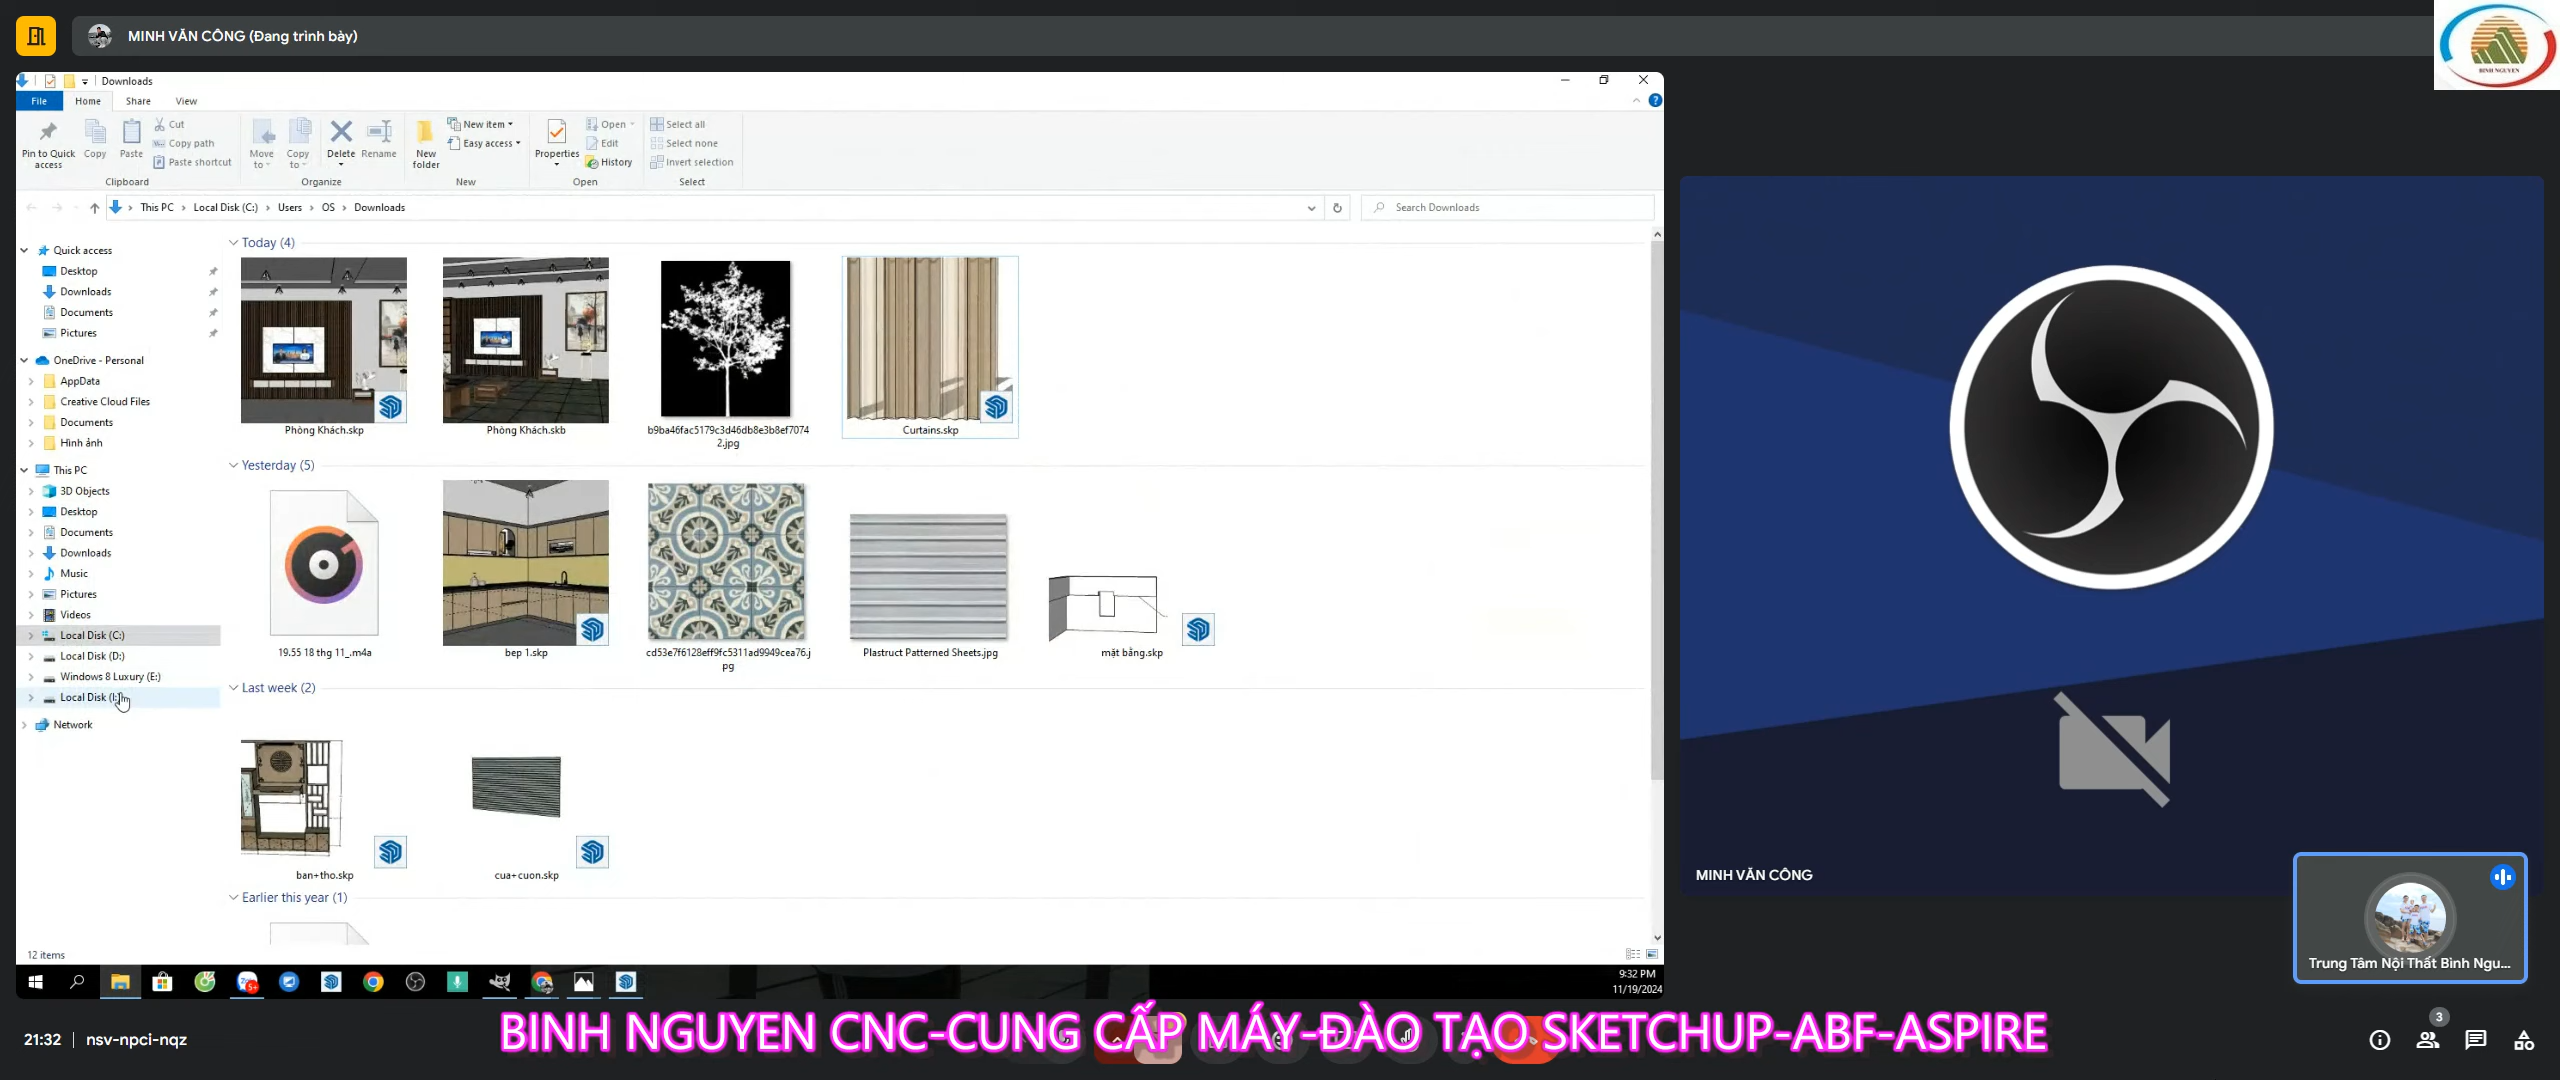 MINH VĂN CÔNG (Đang trình bày)
BINH NGUYEN
Downloads
File Home Share View
Pin to Quick access
Copy
Paste
Cut
Copy path
Paste shortcut
Clipboard
Move to
Copy to
Delete
Rename
Organize
New folder
New item
Easy access
New
Properties
Open
Edit
History
Open
Select all
Select none
Invert selection
Select
This PC > Local Disk (C:) > Users > OS > Downloads
Search Downloads
Quick access
Desktop
Downloads
Documents
Pictures
OneDrive - Personal
AppData
Creative Cloud Files
Documents
Hình ảnh
This PC
3D Objects
Desktop
Documents
Downloads
Music
Pictures
Videos
Local Disk (C:)
Local Disk (D:)
Windows 8 Luxury (E:)
Local Disk
Network
Today (4)
Phòng Khách.skp
Phòng Khách.skb
b9ba46fac5179c3d46db8e3b8ef7074
2.jpg
Curtains.skp
Yesterday (5)
19.55 18 thg 11_.m4a
bep 1.skp
cd53e7f6128eff9fc5311ad9949cea76.j
pg
Plastruct Patterned Sheets.jpg
mặt bằng.skp
Last week (2)
ban+tho.skp
cua+cuon.skp
Earlier this year (1)
12 items
9:32 PM
11/19/2024
MINH VĂN CÔNG
Trung Tâm Nội Thất Bình Ngu...
21:32 | nsv-npci-nqz
BINH NGUYEN CNC-CUNG CẤP MÁY-ĐÀO TẠO SKETCHUP-ABF-ASPIRE
3